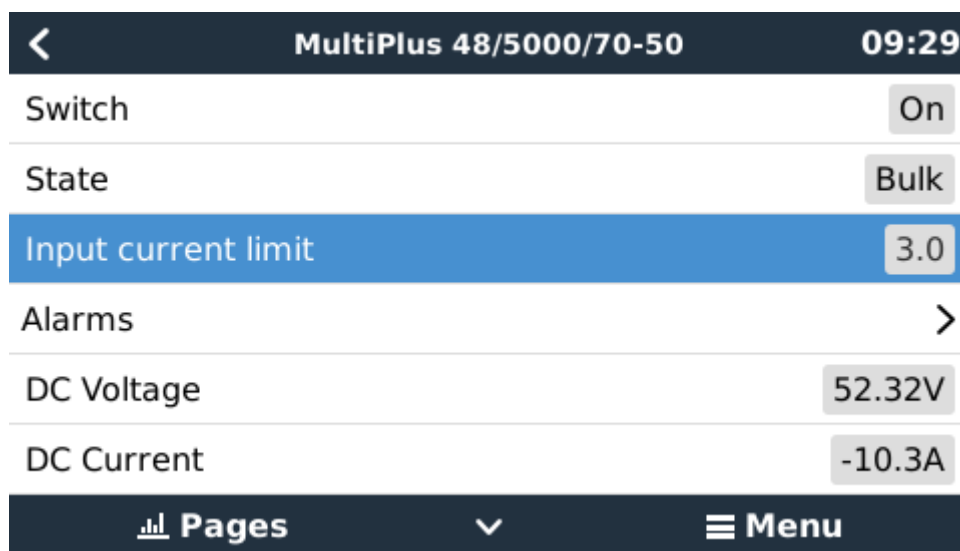 MultiPlus 48/5000/70-50 09:29
Switch On
State Bulk
Input current limit 3.0
Alarms
DC Voltage 52.32V
DC Current -10.3A
Pages Menu